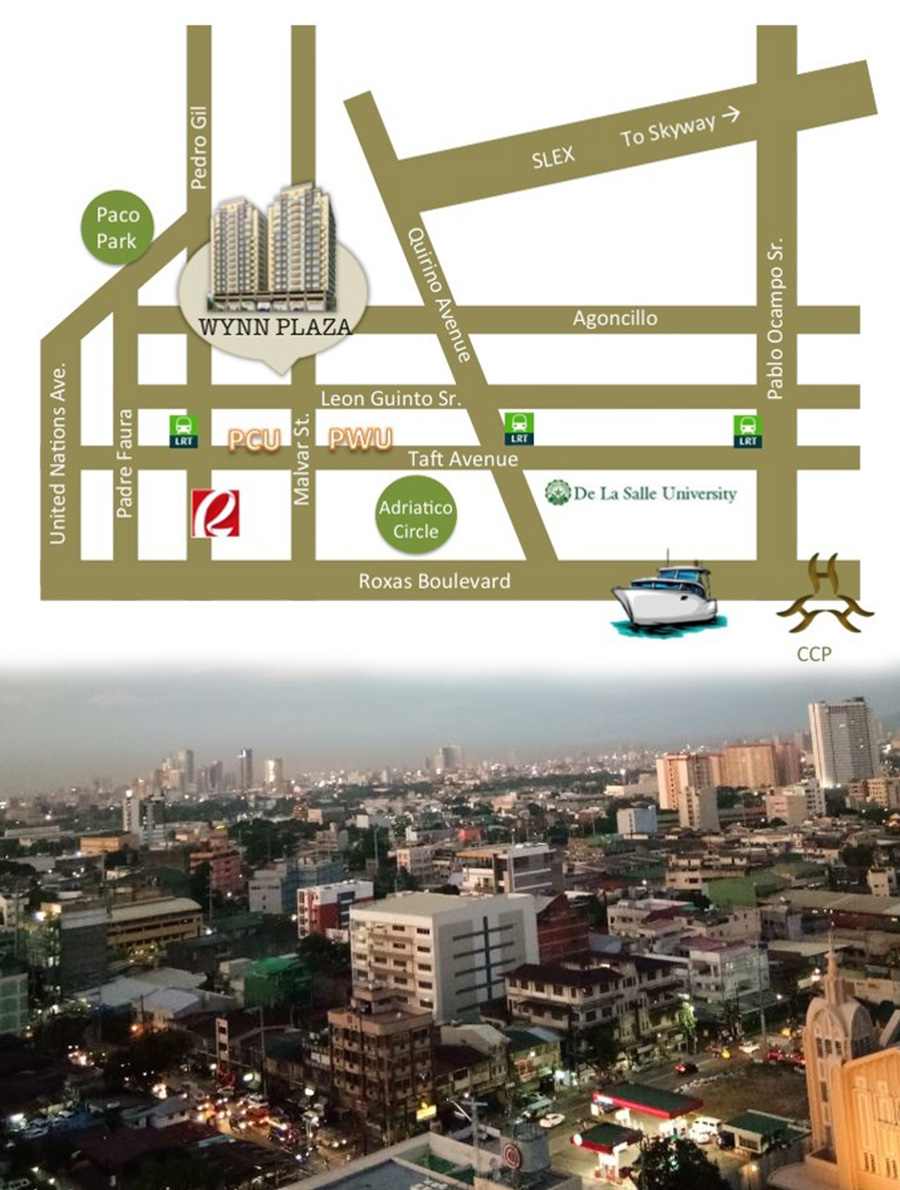 Pedro Gil
SLEX
To Skyway →
Paco
Park
Quirino Avenue
Pablo Ocampo Sr.
WYNN PLAZA
Agoncillo
United Nations Ave.
Padre Faura
Malvar St.
Leon Guinto Sr.
LRT
PCU
PWU
LRT
LRT
Taft Avenue
R
De La Salle University
Adriatico
Circle
Roxas Boulevard
CCP